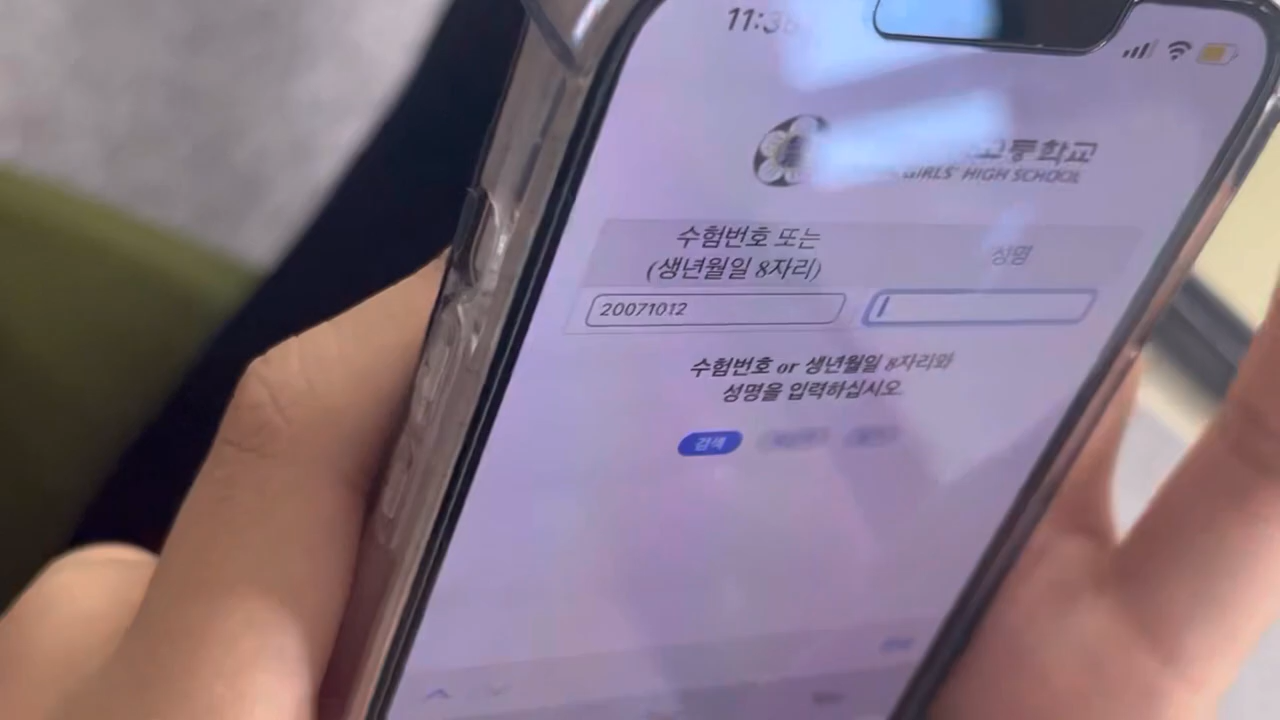 고등학교
GIRLS' HIGH SCHOOL
수험번호 또는
(생년월일 8자리)
성명
20071012
수험번호 or 생년월일 8자리와
성명을 입력하십시오.
검색